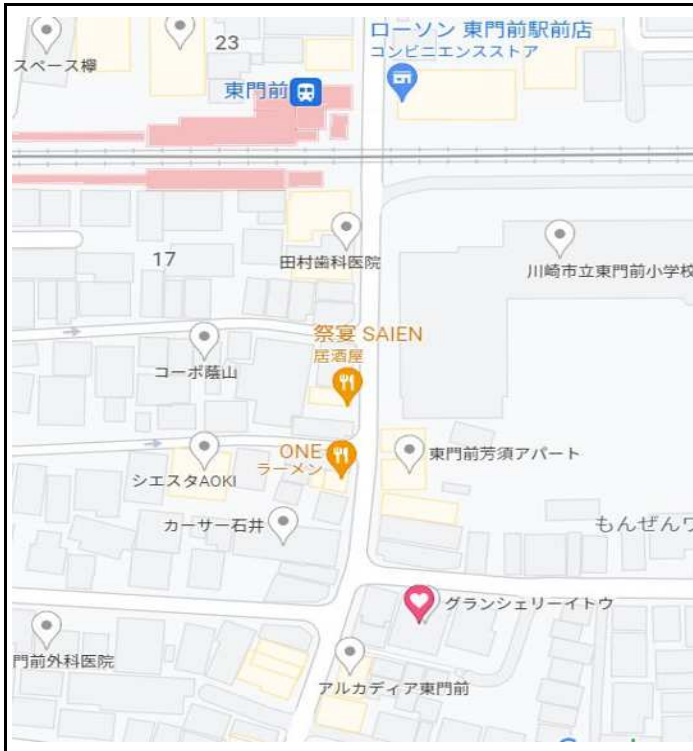 ローソン 東門前駅前店
コンビニエンスストア
23
スペース欅
東門前
田村歯科医院
17
川崎市立東門前小学校
祭宴 SAIEN
居酒屋
コーポ蔭山
ONE
ラーメン
東門前芳須アパート
シエスタAOKI
カーサー石井
もんぜんワ
グランシェリーイトウ
門前外科医院
アルカディア東門前